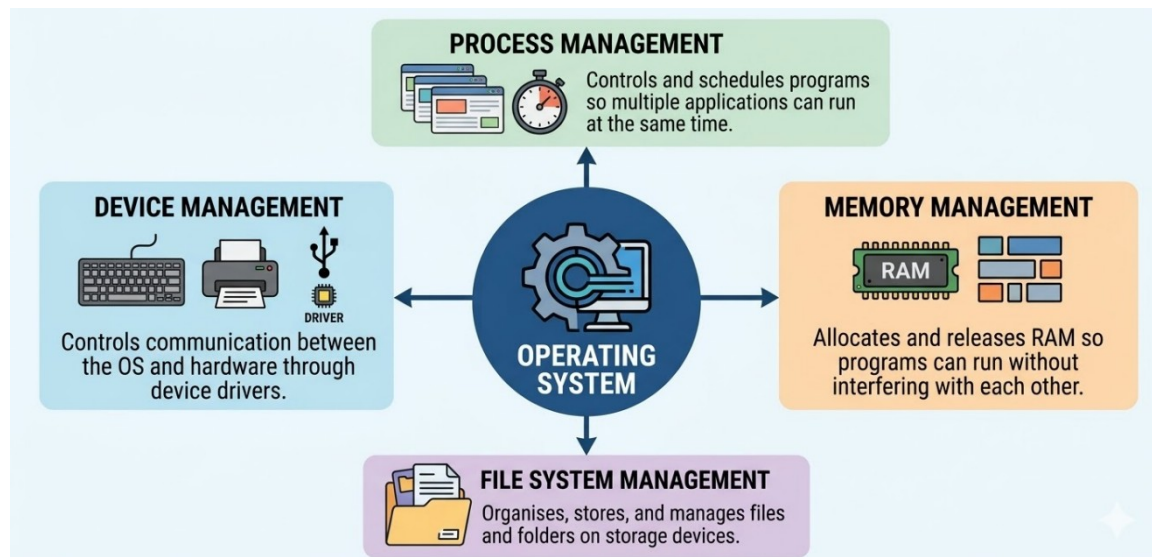 PROCESS MANAGEMENT
Controls and schedules programs
so multiple applications can run
at the same time.
DEVICE MANAGEMENT
DRIVER
Controls communication between
the OS and hardware through
device drivers.
OPERATING
SYSTEM
MEMORY MANAGEMENT
RAM
Allocates and releases RAM so
programs can run without
interfering with each other.
FILE SYSTEM MANAGEMENT
Organises, stores, and manages files
and folders on storage devices.